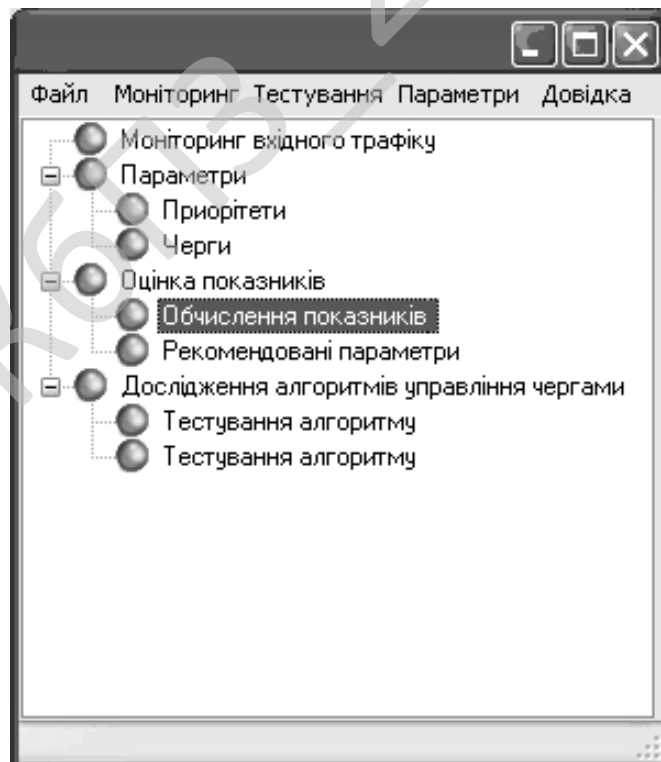 Файл Моніторинг Тестування Параметри Довідка
Моніторинг вхідного трафіку
Параметри
Приорітети
Черги
Оцінка показників
Обчислення показників
Рекомендовані параметри
Дослідження алгоритмів управління чергами
Тестування алгоритму
Тестування алгоритму